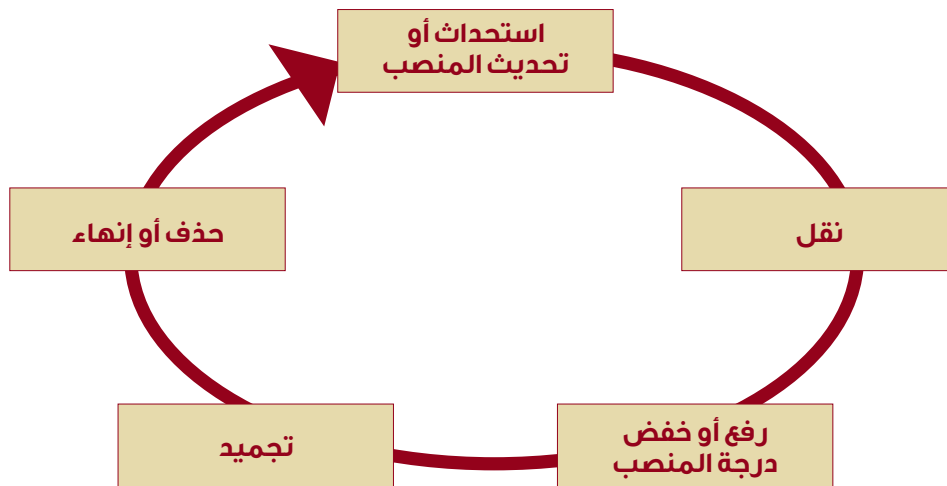 استحداث أو
تحديث المنصب
نقل
رفع أو خفض
درجة المنصب
تجميد
حذف أو إنهاء